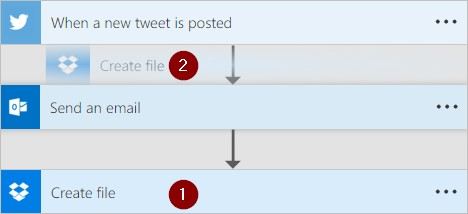 When a new tweet is posted
Create file 2
Send an email
Create file 1